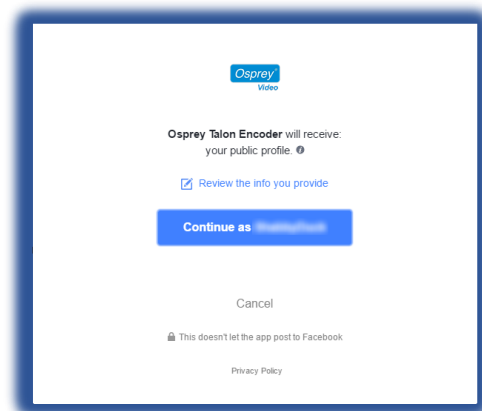 Osprey
Video
Osprey Talon Encoder will receive:
your public profile.
Review the info you provide
Continue as
Cancel
This doesn't let the app post to Facebook
Privacy Policy